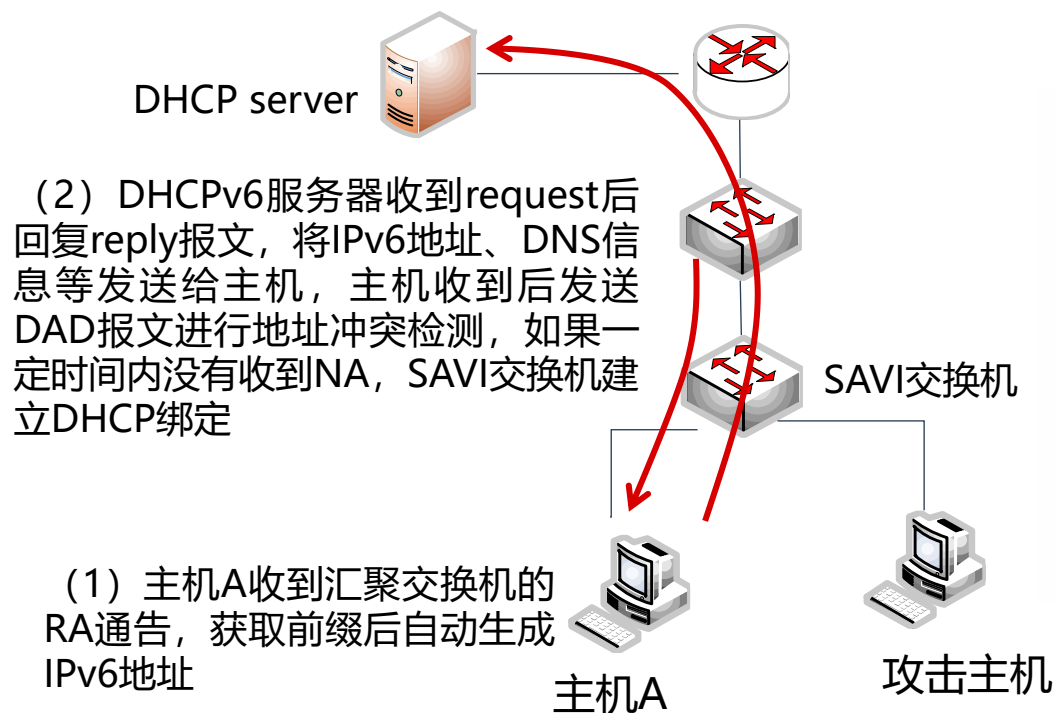 DHCP server
（2）DHCPv6服务器收到request后
回复reply报文，将IPv6地址、DNS信
息等发送给主机，主机收到后发送
DAD报文进行地址冲突检测，如果一
定时间内没有收到NA，SAVI交换机建
立DHCP绑定
SAVI交换机
（1）主机A收到汇聚交换机的
RA通告，获取前缀后自动生成
IPv6地址
主机A
攻击主机